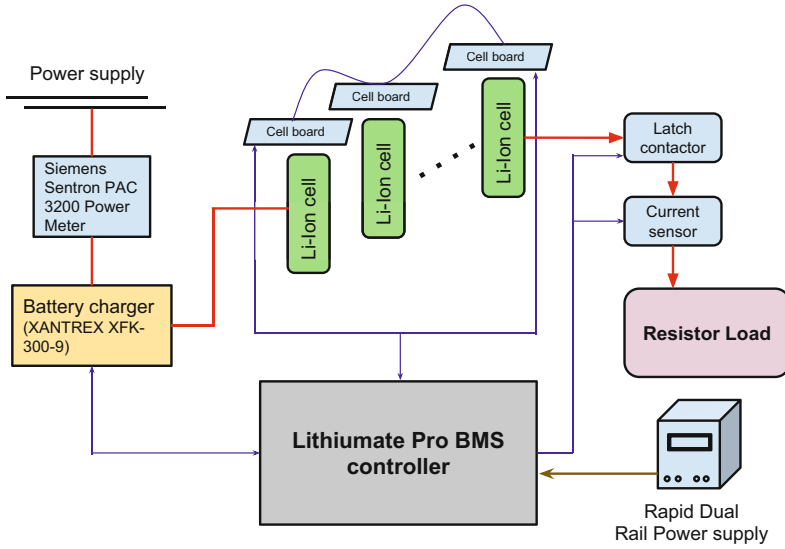 Power supply
Siemens
Sentron PAC
3200 Power
Meter
Battery charger
(XANTREX XFK-
300-9)
Cell board
Cell board
Cell board
Li-Ion cell
Li-Ion cell
Li-Ion cell
Latch
contactor
Current
sensor
Resistor Load
Lithiumate Pro BMS
controller
Rapid Dual
Rail Power supply